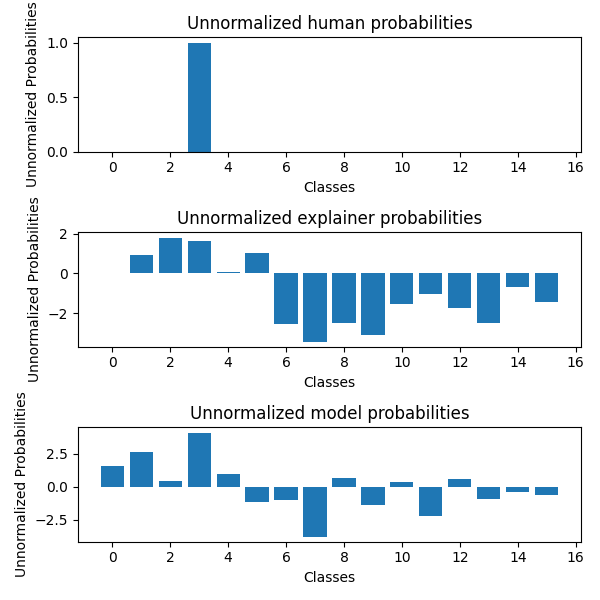 Unnormalized human probabilities
Unnormalized Probabilities
1.0
0.5
0.0
0 2 4 6 8 10 12 14 16
Classes
Unnormalized explainer probabilities
Unnormalized Probabilities
2
0
−2
0 2 4 6 8 10 12 14 16
Classes
Unnormalized model probabilities
Unnormalized Probabilities
2.5
0.0
−2.5
0 2 4 6 8 10 12 14 16
Classes